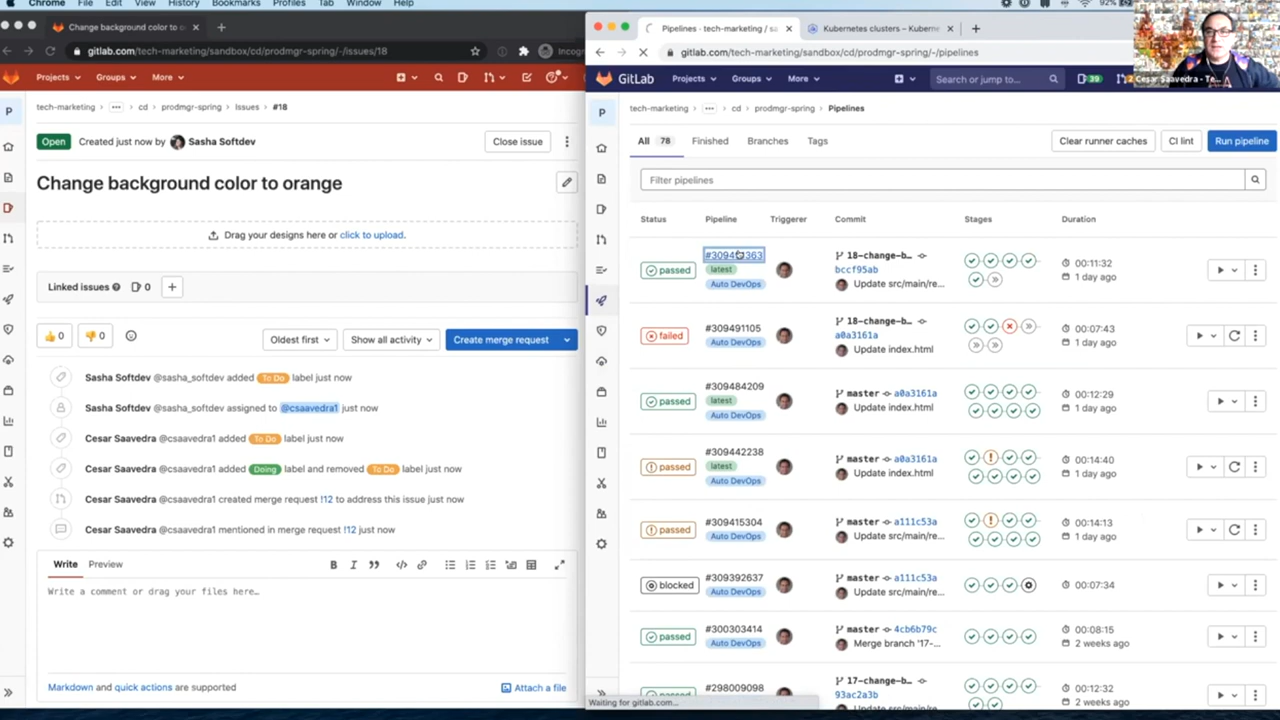 Chrome File Edit View History Bookmarks Profiles Tab Window Help
92%
Change background color to o
gitlab.com/tech-marketing/sandbox/cd/prodmgr-spring/-/issues/18
Incog
Projects Groups More
tech-marketing ... cd prodmgr-spring Issues #18
Open Created just now by Sasha Softdev Close issue
Change background color to orange
Drag your designs here or click to upload.
Linked issues 0
0 0 Oldest first Show all activity Create merge request
Sasha Softdev @sasha_softdev added To Do label just now
Sasha Softdev @sasha_softdev assigned to @csaavedra1 just now
Cesar Saavedra @csaavedra1 added To Do label just now
Cesar Saavedra @csaavedra1 added Doing label and removed To Do label just now
Cesar Saavedra @csaavedra1 created merge request !12 to address this issue just now
Cesar Saavedra @csaavedra1 mentioned in merge request !12 just now
Write Preview
Write a comment or drag your files here...
Markdown and quick actions are supported Attach a file
Pipelines · tech-marketing / sa
Kubernetes clusters – Kuberne
gitlab.com/tech-marketing/sandbox/cd/prodmgr-spring/-/pipelines
Cesar Saavedra - Te...
GitLab Projects Groups More Search or jump to... 39
tech-marketing ... cd prodmgr-spring Pipelines
All 78 Finished Branches Tags Clear runner caches CI lint Run pipeline
Filter pipelines
Status Pipeline Triggerer Commit Stages Duration
passed latest Auto DevOps 18-change-b... bccf95ab Update src/main/re... 00:11:32 1 day ago
failed #309491105 Auto DevOps 18-change-b... a0a3161a Update index.html 00:07:43 1 day ago
passed #309484209 latest Auto DevOps master a0a3161a Update index.html 00:12:29 1 day ago
passed #309442238 latest Auto DevOps master a0a3161a Update index.html 00:14:40 1 day ago
passed #309415304 Auto DevOps master a111c53a Update src/main/re... 00:14:13 1 day ago
blocked #309392637 Auto DevOps master a111c53a Update src/main/re... 00:07:34
passed #300303414 Auto DevOps master 4cb6b79c Merge branch '17-... 00:08:15 2 weeks ago
passed #298009098 17-change-b... 93ac2a3b 00:12:32 2 weeks ago
Waiting for gitlab.com...